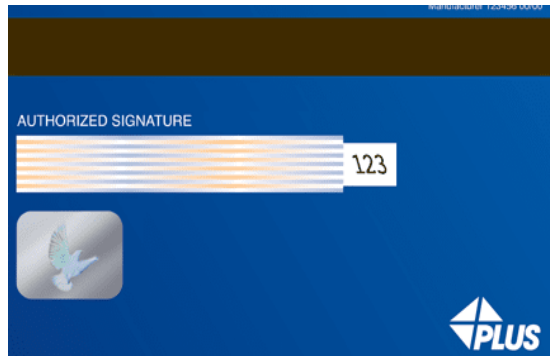 Manufacturer 123456 00/00
AUTHORIZED SIGNATURE
123
PLUS